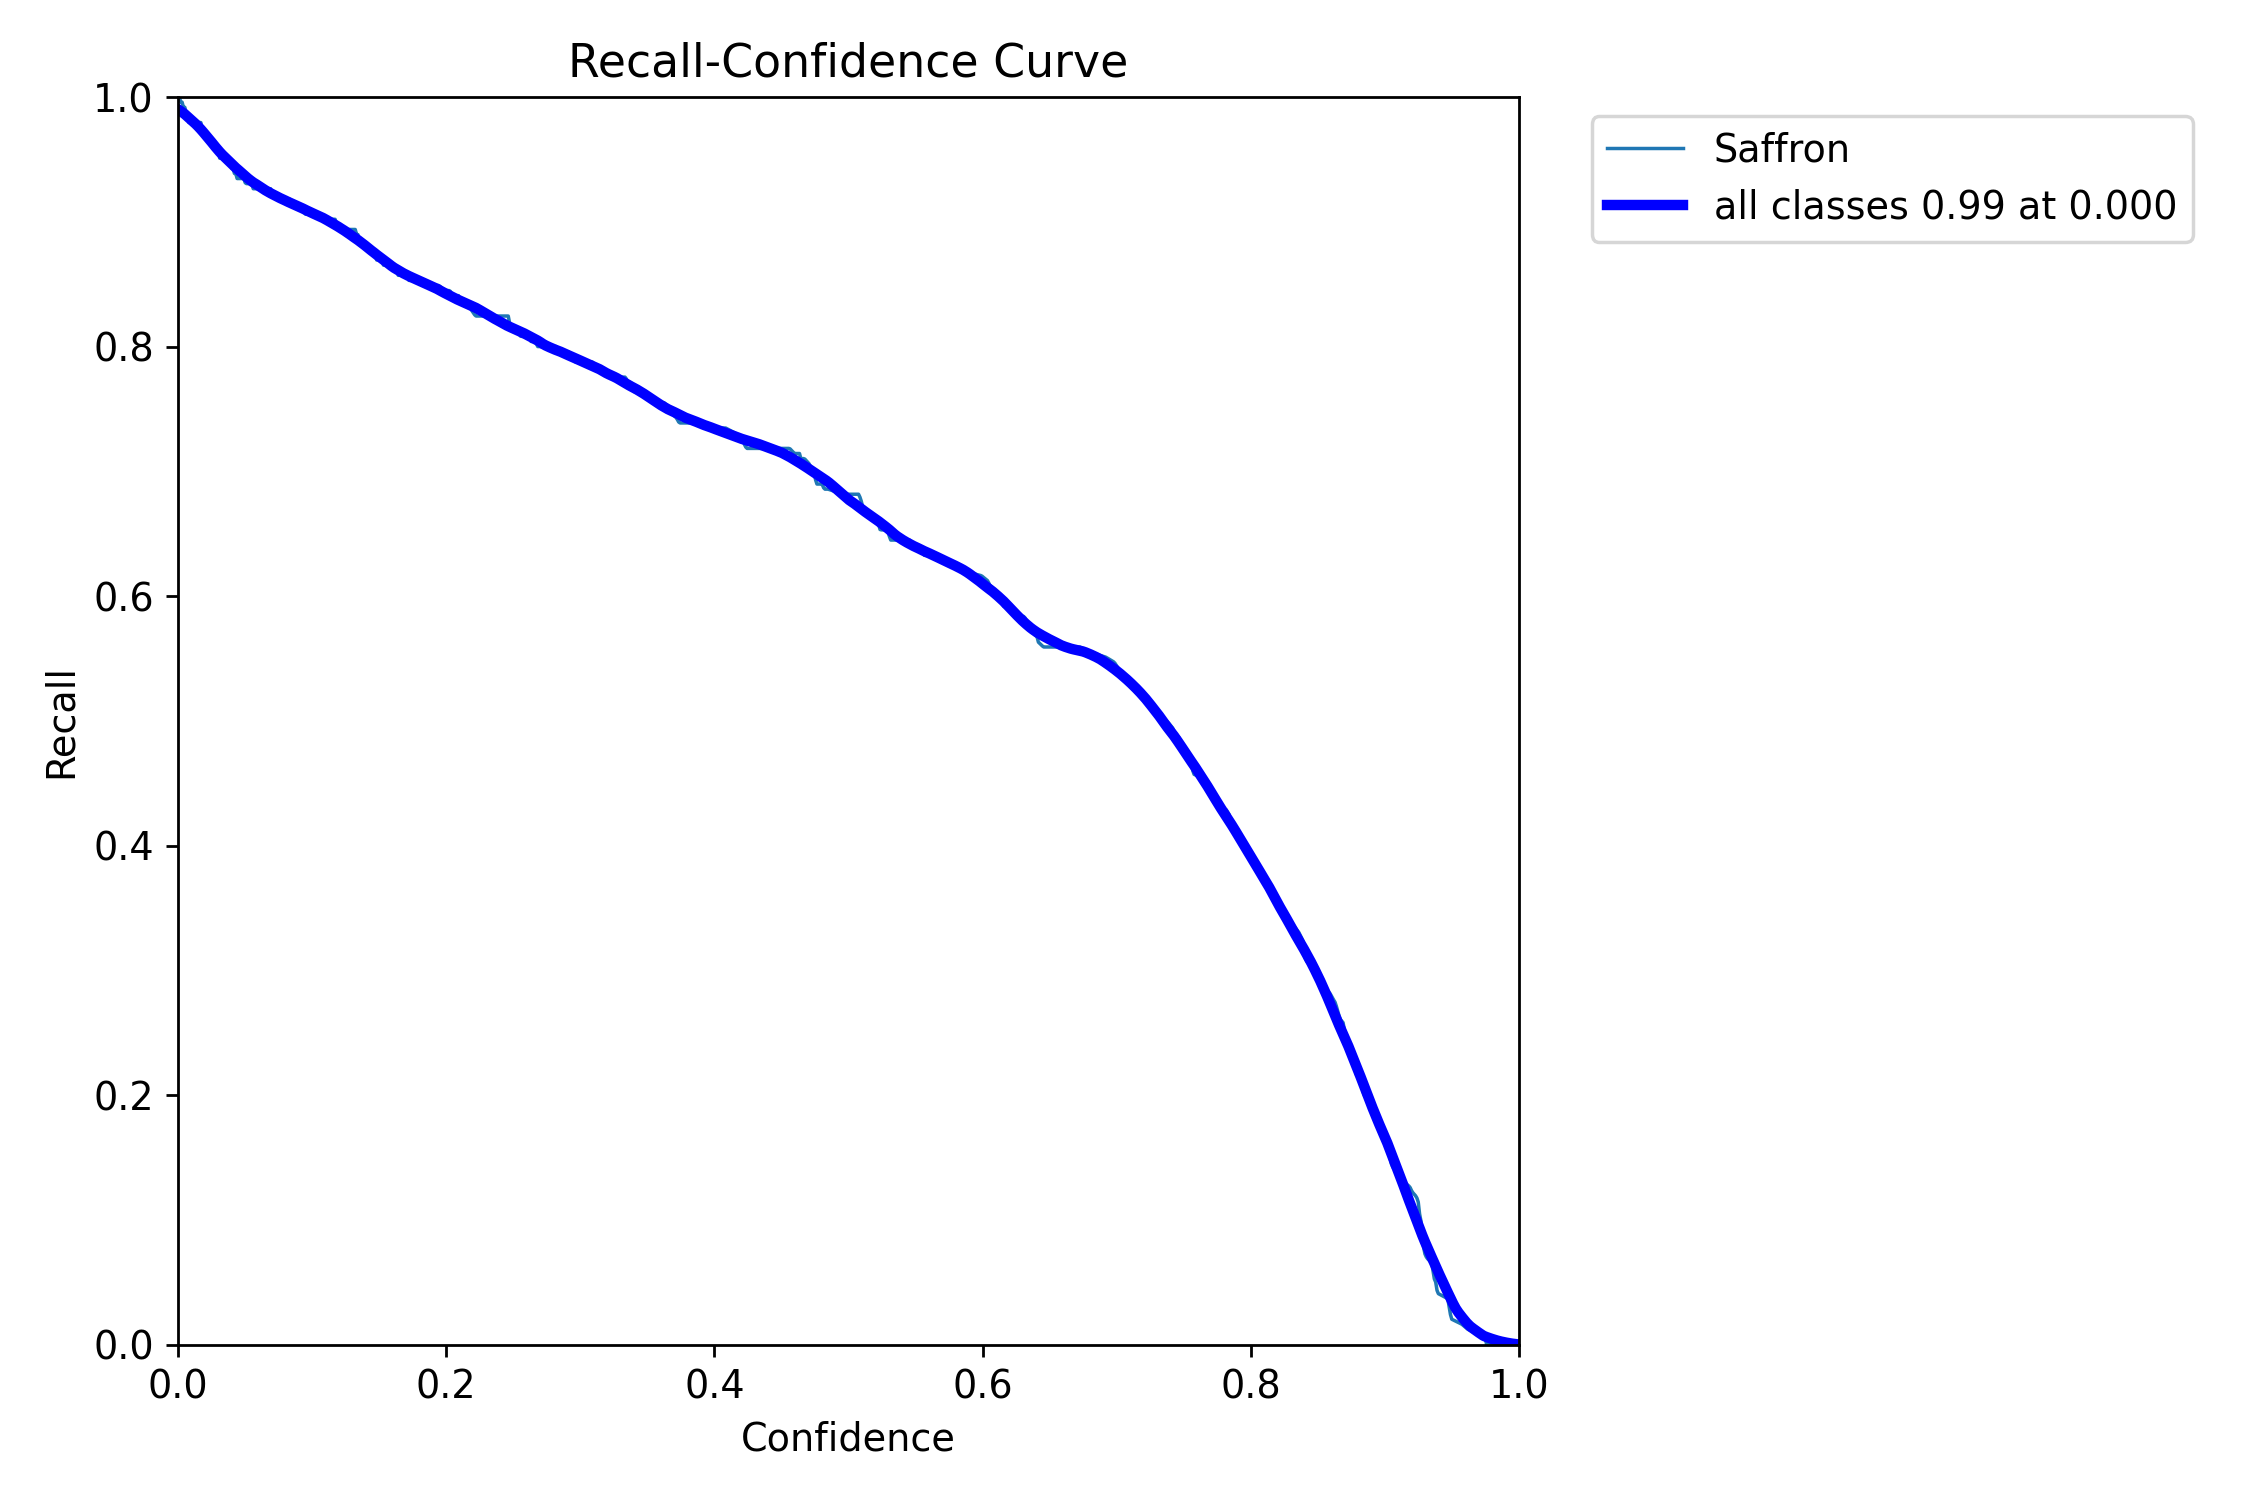 Recall-Confidence Curve
1.0
0.8
0.6
0.4
0.2
0.0
Recall
0.0 0.2 0.4 0.6 0.8 1.0
Confidence
Saffron
all classes 0.99 at 0.000